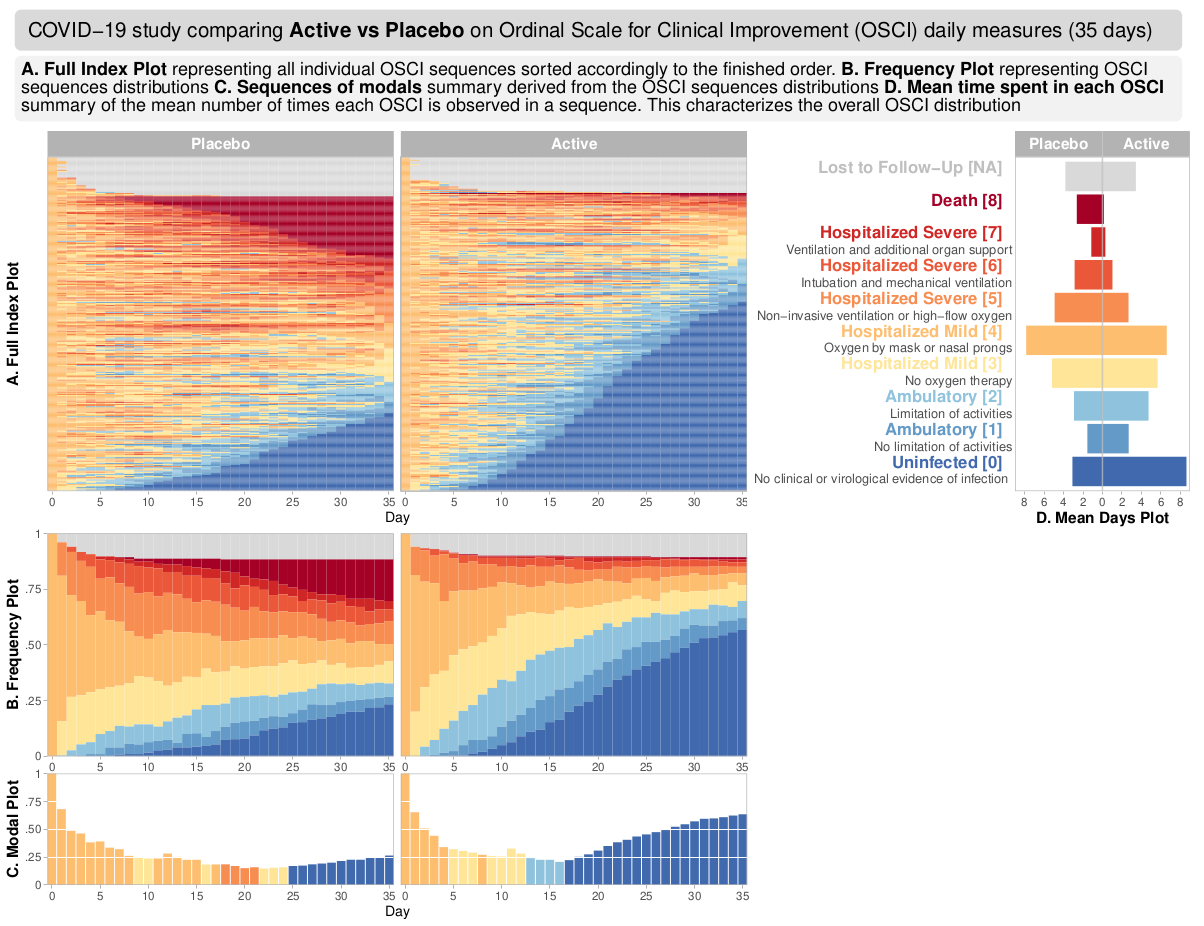 COVID−19 study comparing Active vs Placebo on Ordinal Scale for Clinical Improvement (OSCI) daily measures (35 days)
A. Full Index Plot representing all individual OSCI sequences sorted accordingly to the finished order. B. Frequency Plot representing OSCI
sequences distributions C. Sequences of modals summary derived from the OSCI sequences distributions D. Mean time spent in each OSCI
summary of the mean number of times each OSCI is observed in a sequence. This characterizes the overall OSCI distribution
Placebo
Active
A. Full Index Plot
0 5 10 15 20 25 30 35
0 5 10 15 20 25 30 35
Day
Placebo Active
Lost to Follow−Up [NA]
Death [8]
Hospitalized Severe [7]
Ventilation and additional organ support
Hospitalized Severe [6]
Intubation and mechanical ventilation
Hospitalized Severe [5]
Non−invasive ventilation or high−flow oxygen
Hospitalized Mild [4]
Oxygen by mask or nasal prongs
Hospitalized Mild [3]
No oxygen therapy
Ambulatory [2]
Limitation of activities
Ambulatory [1]
No limitation of activities
Uninfected [0]
No clinical or virological evidence of infection
8 6 4 2 0 2 4 6 8
D. Mean Days Plot
B. Frequency Plot
1
.75
.50
.25
0
0 5 10 15 20 25 30 35
0 5 10 15 20 25 30 35
C. Modal Plot
1
.75
.50
.25
0
0 5 10 15 20 25 30 35
0 5 10 15 20 25 30 35
Day